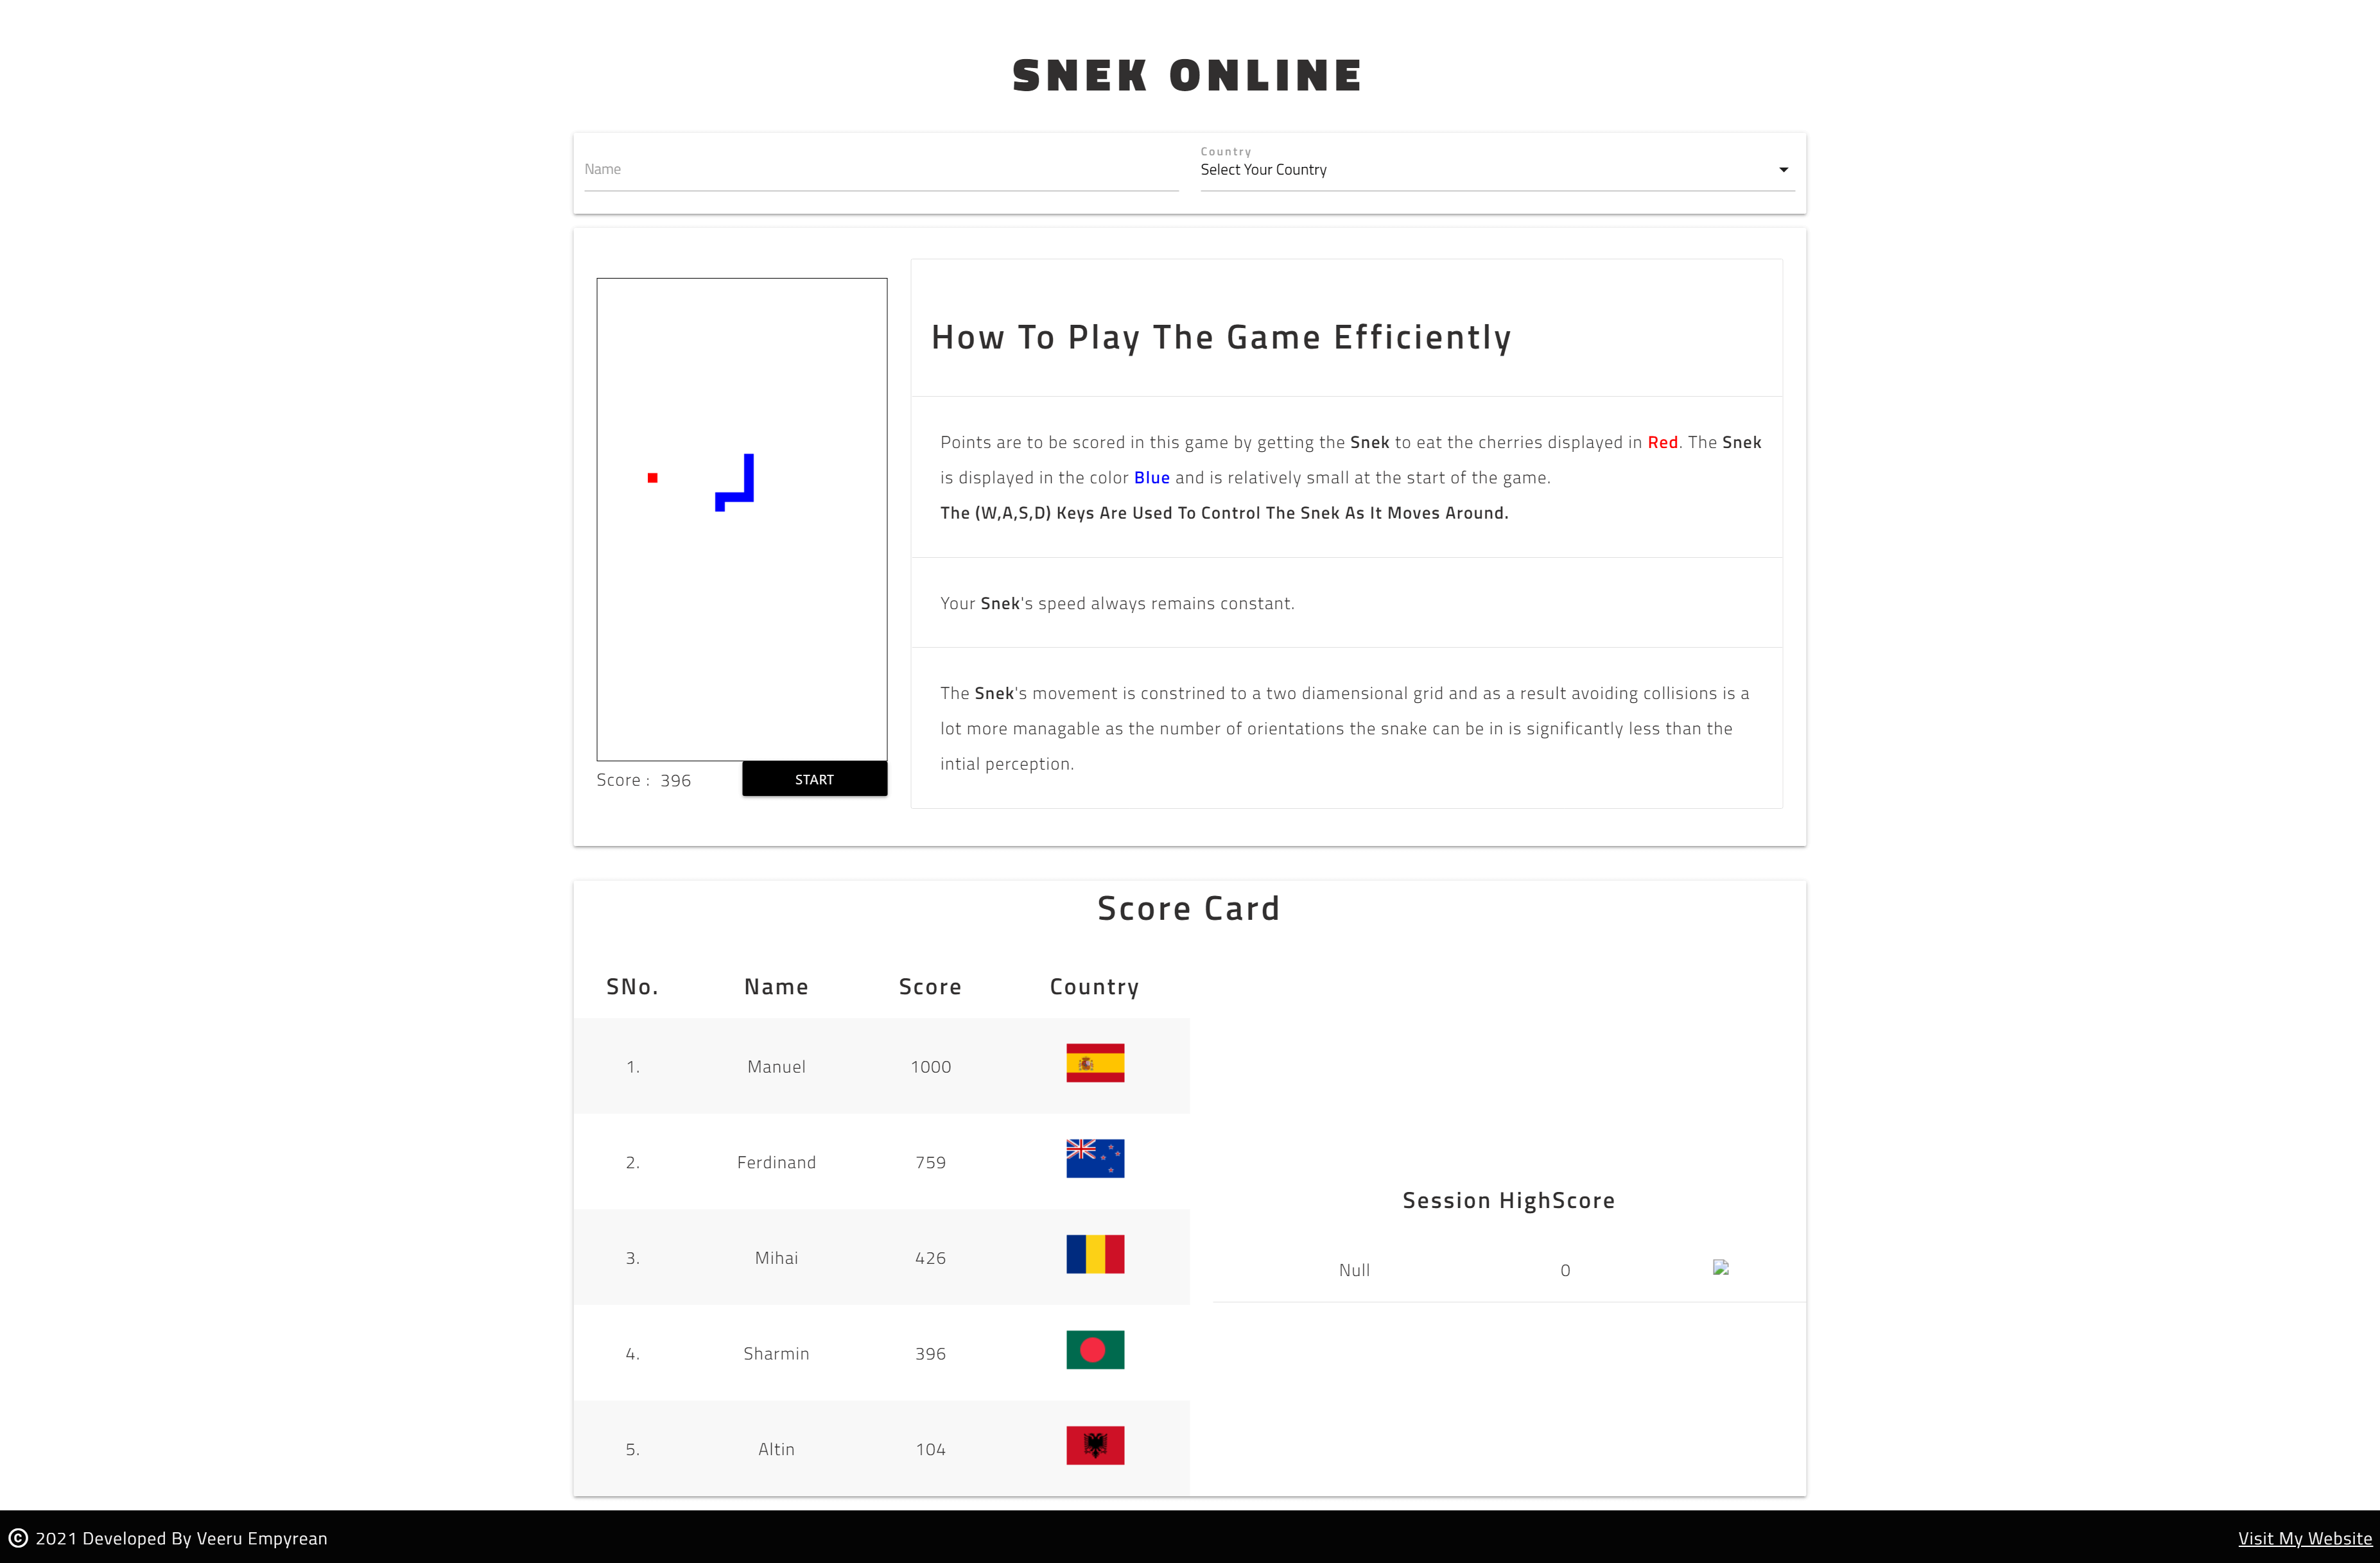 SNEK ONLINE
Name
Country
Select Your Country
How To Play The Game Efficiently
Points are to be scored in this game by getting the Snek to eat the cherries displayed in Red. The Snek
is displayed in the color Blue and is relatively small at the start of the game.
The (W,A,S,D) Keys Are Used To Control The Snek As It Moves Around.
Your Snek's speed always remains constant.
The Snek's movement is constrined to a two diamensional grid and as a result avoiding collisions is a
lot more managable as the number of orientations the snake can be in is significantly less than the
intial perception.
Score : 396
START
Score Card
SNo. Name Score Country
1. Manuel 1000
2. Ferdinand 759
3. Mihai 426
4. Sharmin 396
5. Altin 104
Session HighScore
Null 0
© 2021 Developed By Veeru Empyrean
Visit My Website